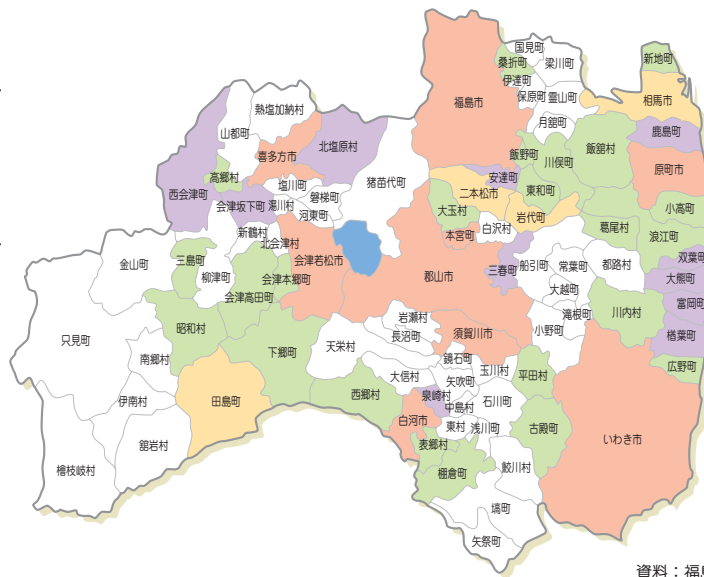 国見町
梁川町
桑折町
伊達町
新地町
保原町
霊山町
相馬市
福島市
熱塩加納村
月舘町
鹿島町
山都町
北塩原村
飯舘村
喜多方市
飯野町
川俣町
原町市
高郷村
安達町
猪苗代町
塩川町
西会津町
磐梯町
二本松市
東和町
会津坂下町
湯川村
大玉村
小高町
河東町
岩代町
白沢村
葛尾村
新鶴村
本宮町
浪江町
北会津村
双葉町
三島町
会津若松市
船引町
常葉町
都路村
金山町
三春町
柳津町
会津本郷町
郡山市
大熊町
会津高田町
大越町
富岡町
岩瀬村
滝根町
川内村
昭和村
小野町
須賀川市
長沼町
楢葉町
只見町
天栄村
下郷町
南郷村
鏡石町
広野町
玉川村
平田村
大信村
矢吹町
西郷村
泉崎村
伊南村
田島町
石川町
中島村
白河市
東村
浅川町
古殿町
いわき市
舘岩村
表郷村
鮫川村
檜枝岐村
棚倉町
塙町
矢祭町
資料：福島